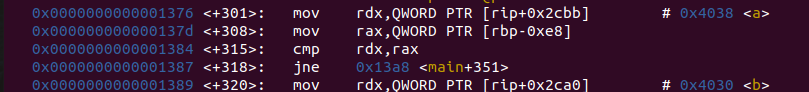 0x0000000000001376 <+301>: mov rdx,QWORD PTR [rip+0x2cbb] # 0x4038 <a>
0x000000000000137d <+308>: mov rax,QWORD PTR [rbp-0xe8]
0x0000000000001384 <+315>: cmp rdx,rax
0x0000000000001387 <+318>: jne 0x13a8 <main+351>
0x0000000000001389 <+320>: mov rdx,QWORD PTR [rip+0x2ca0] # 0x4030 <b>